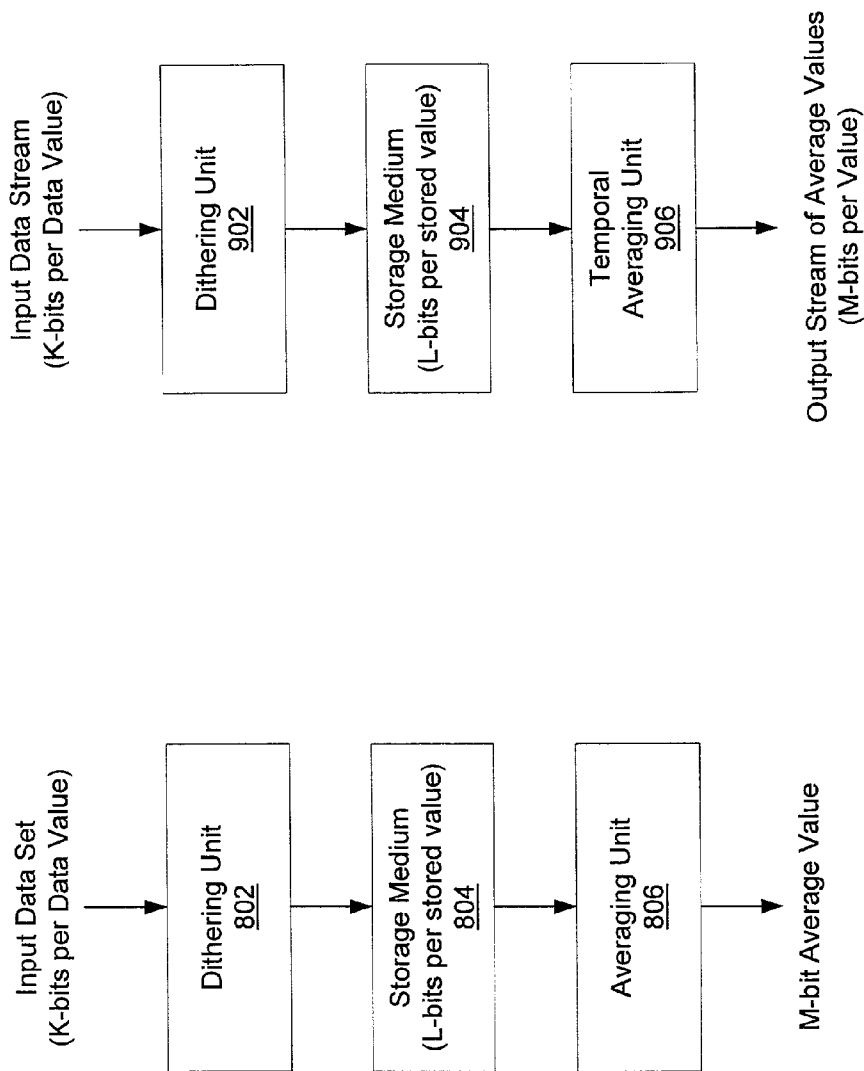 Input Data Set
(K-bits per Data Value)
Dithering Unit
802
Storage Medium
(L-bits per stored value)
804
Averaging Unit
806
M-bit Average Value
Input Data Stream
(K-bits per Data Value)
Dithering Unit
902
Storage Medium
(L-bits per stored value)
904
Temporal
Averaging Unit
906
Output Stream of Average Values
(M-bits per Value)